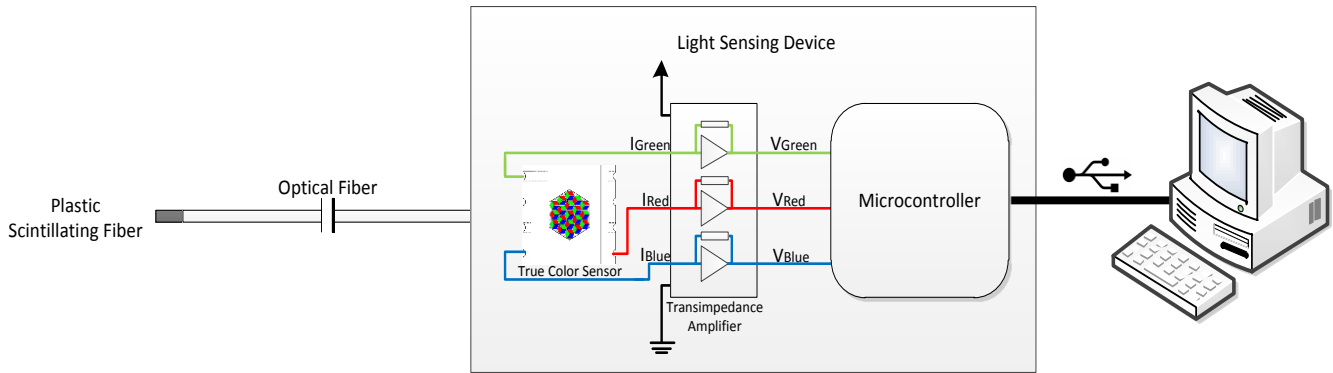 Light Sensing Device
Plastic
Scintillating Fiber
Optical Fiber
IGreen
VGreen
IRed
VRed
IBlue
VBlue
True Color Sensor
Transimpedance
Amplifier
Microcontroller